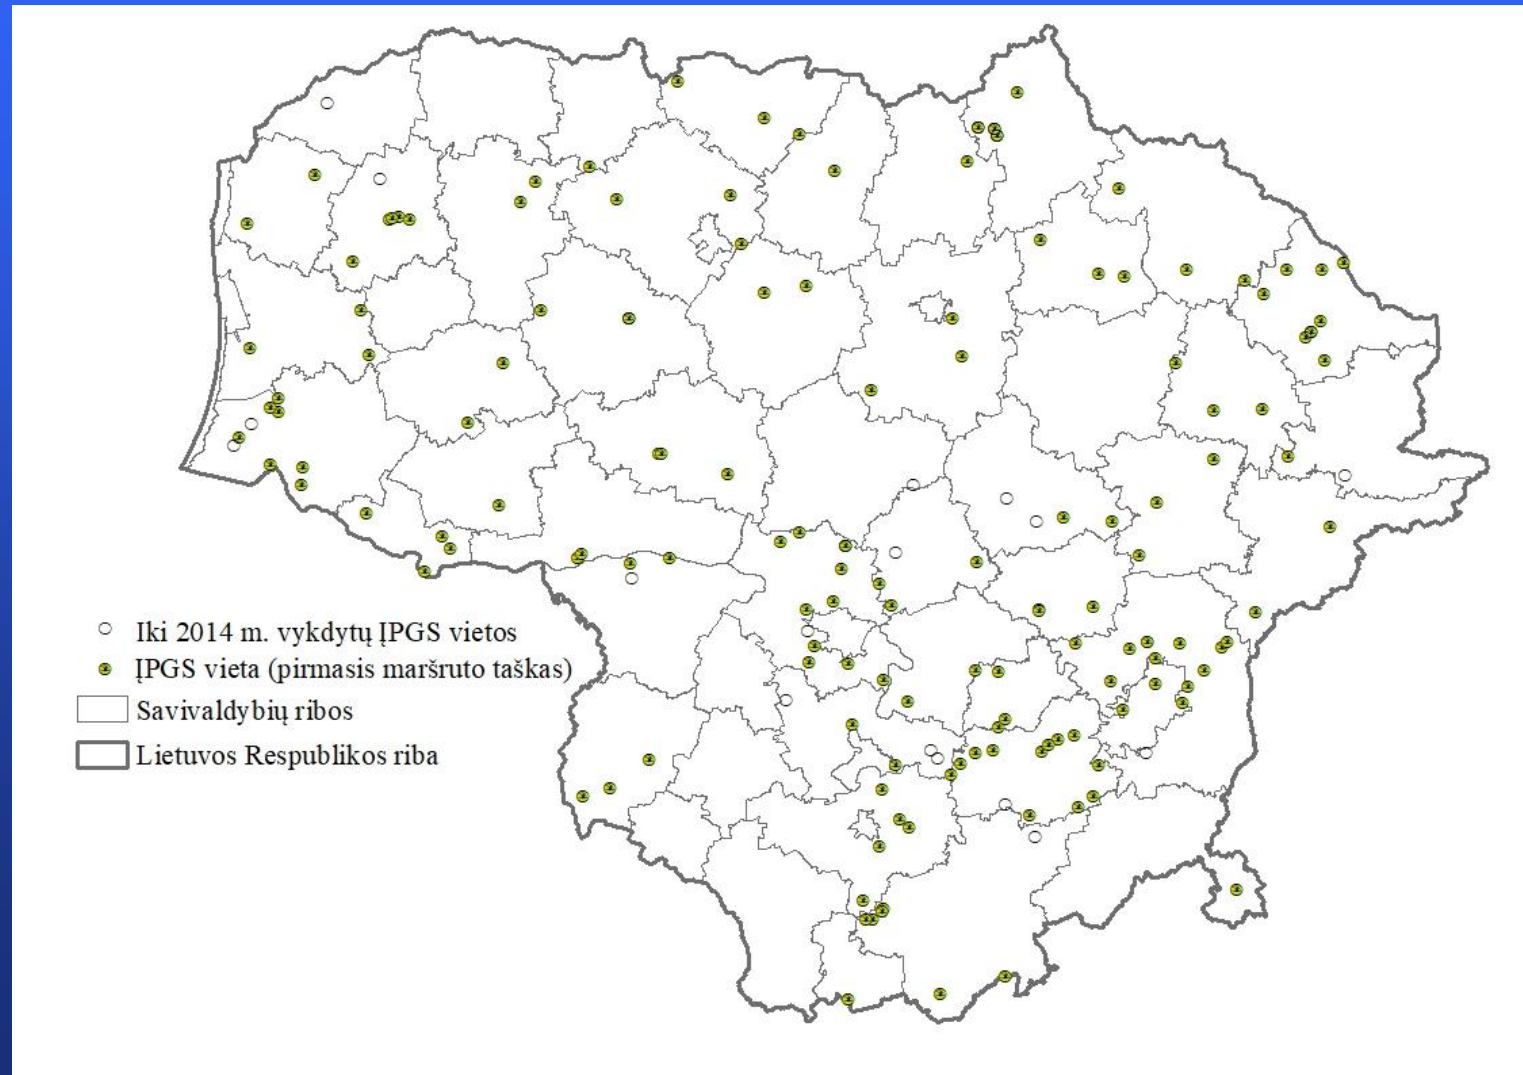 Iki 2014 m. vykdytų ĮPGS vietos
ĮPGS vieta (pirmasis maršruto taškas)
Savivaldybių ribos
Lietuvos Respublikos riba